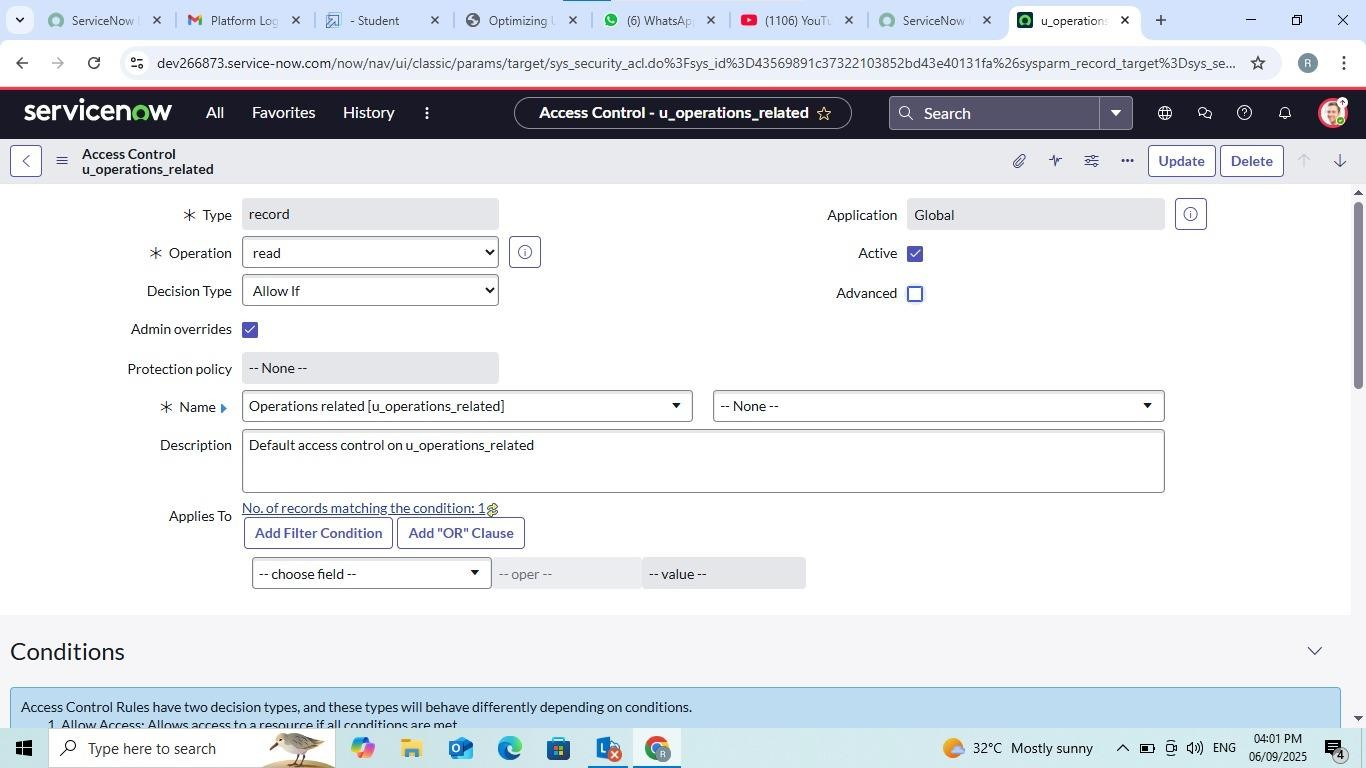 ServiceNow
Platform Log
- Student
Optimizing
(6) WhatsAp
(1106) YouTu
ServiceNow
u_operations
dev266873.service-now.com/now/nav/ui/classic/params/target/sys_security_acl.do%3Fsys_id%3D43569891c37322103852bd43e40131fa%26sysparm_record_target%3Dsys_se...
R
servicenow
All
Favorites
History
Access Control - u_operations_related
Search
Access Control
u_operations_related
Update
Delete
Type
record
Application
Global
Operation
read
Active
Decision Type
Allow If
Advanced
Admin overrides
Protection policy
-- None --
Name
Operations related [u_operations_related]
-- None --
Description
Default access control on u_operations_related
Applies To
No. of records matching the condition: 1
Add Filter Condition
Add "OR" Clause
-- choose field --
-- oper --
-- value --
Conditions
Access Control Rules have two decision types, and these types will behave differently depending on conditions.
1. Allow Access: Allows access to a resource if all conditions are met
Type here to search
32°C Mostly sunny
ENG
04:01 PM
06/09/2025
4